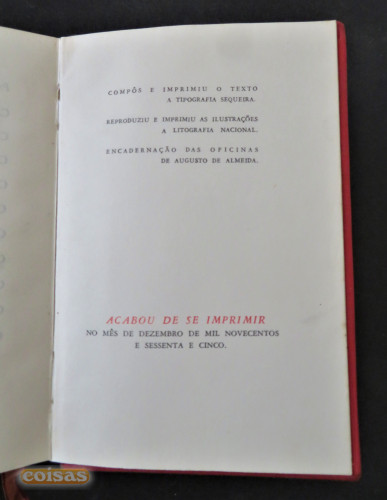 COMPÔS E IMPRIMIU O TEXTO
A TIPOGRAFIA SEQUEIRA.
REPRODUZIU E IMPRIMIU AS ILUSTRAÇÕES
A LITOGRAFIA NACIONAL.
ENCADERNAÇÃO DAS OFICINAS
DE AUGUSTO DE ALMEIDA.
ACABOU DE SE IMPRIMIR
NO MÊS DE DEZEMBRO DE MIL NOVECENTOS
E SESSENTA E CINCO.
coisas